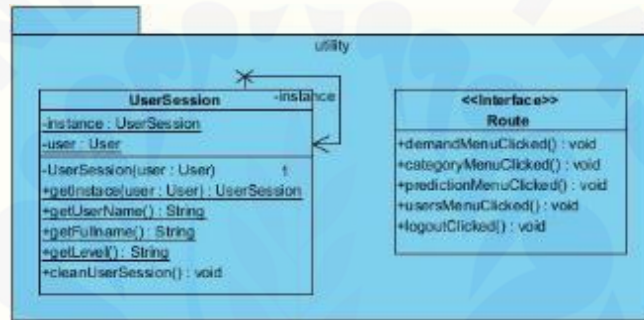 utility
UserSession
-instance
-instance : UserSession
-user : User
-UserSession(user : User)
1
+getInstace(user : User) : UserSession
+getUserName() : String
+getFullname() : String
+getLevel() : String
+cleanUserSession() : void
<<Interface>>
Route
+demandMenuClicked() : void
+categoryMenuClicked() : void
+predictionMenuClicked() : void
+usersMenuClicked() : void
+logoutClicked() : void